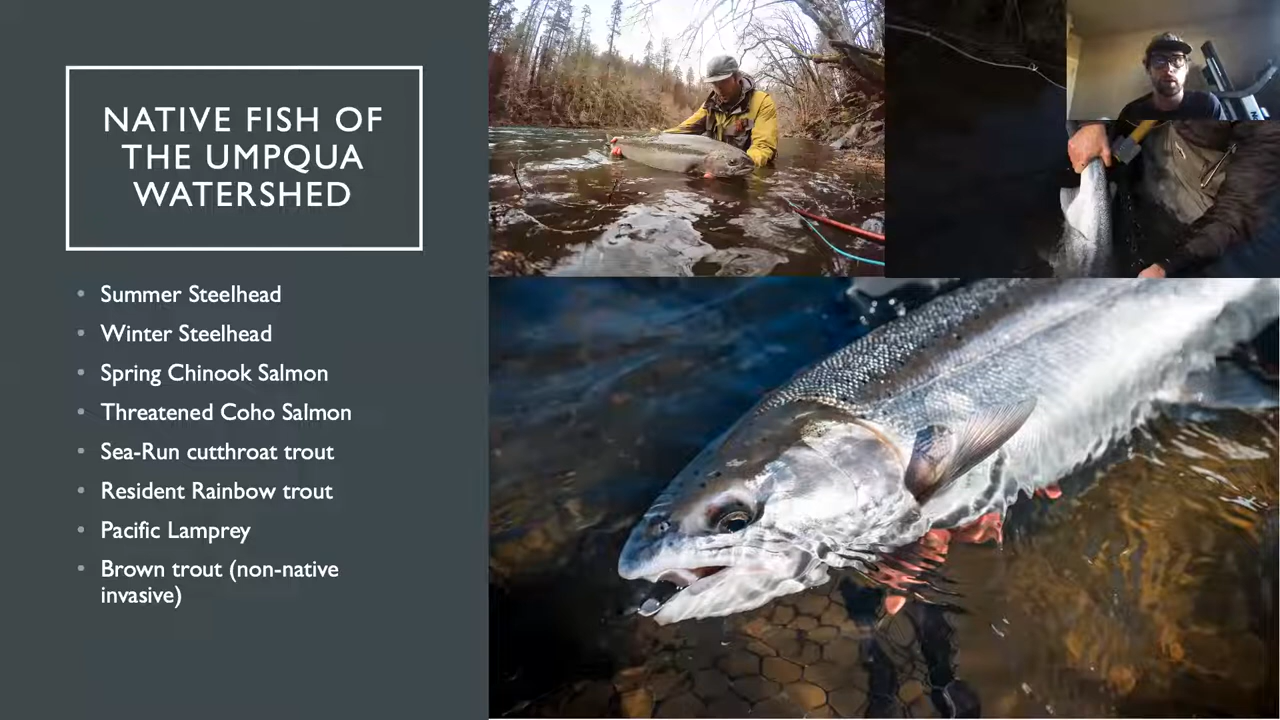 NATIVE FISH OF
THE UMPQUA
WATERSHED
• Summer Steelhead
• Winter Steelhead
• Spring Chinook Salmon
• Threatened Coho Salmon
• Sea-Run cutthroat trout
• Resident Rainbow trout
• Pacific Lamprey
• Brown trout (non-native
invasive)